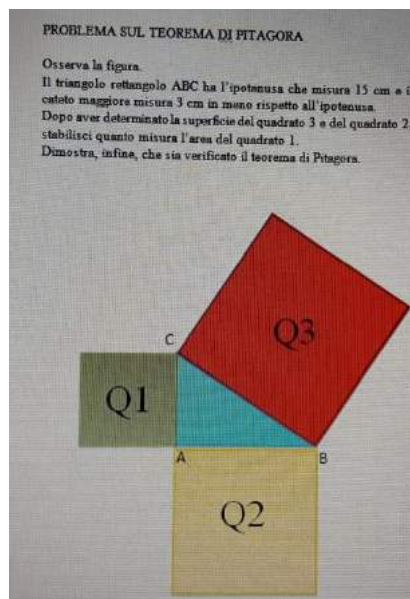 PROBLEMA SUL TEOREMA DI PITAGORA
Osserva la figura.
Il triangolo rettangolo ABC ha l'ipotenusa che misura 15 cm e i
cateto maggiore misura 3 cm in meno rispetto all'ipotenusa.
Dopo aver determinato la superficie del quadrato 3 e del quadrato 2
stabilisci quanto misura l'area del quadrato 1.
Dimostra, infine, che sia verificato il teorema di Pitagora.
C
Q3
Q1
A
B
Q2